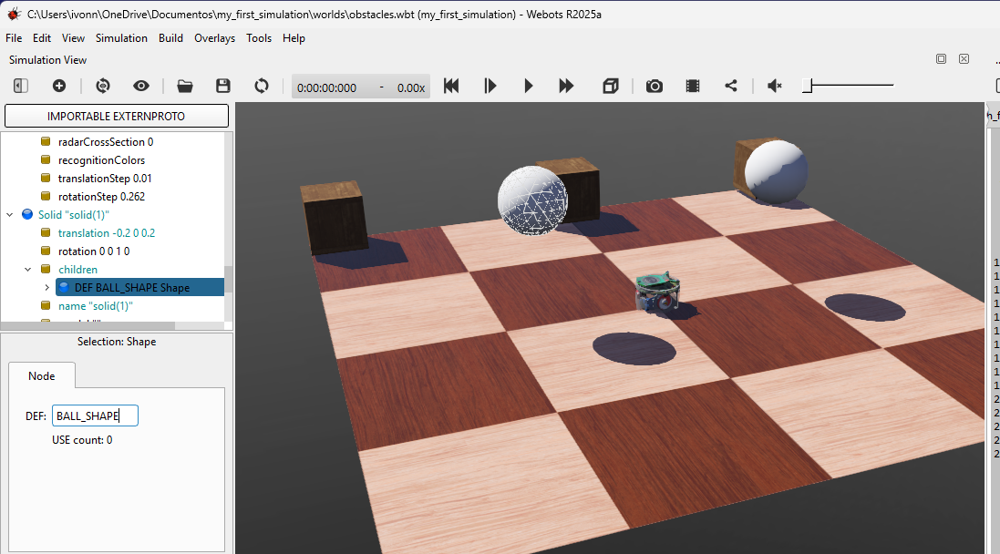 C:\Users\ivonn\OneDrive\Documentos\my_first_simulation\worlds\obstacles.wbt (my_first_simulation) - Webots R2025a
File Edit View Simulation Build Overlays Tools Help
Simulation View
0:00:00:000 - 0.00x
IMPORTABLE EXTERNPROTO
radarCrossSection 0
recognitionColors
translationStep 0.01
rotationStep 0.262
Solid "solid(1)"
translation -0.2 0 0.2
rotation 0 0 1 0
children
DEF BALL_SHAPE Shape
name "solid(1)"
Selection: Shape
Node
DEF: BALL_SHAPE
USE count: 0